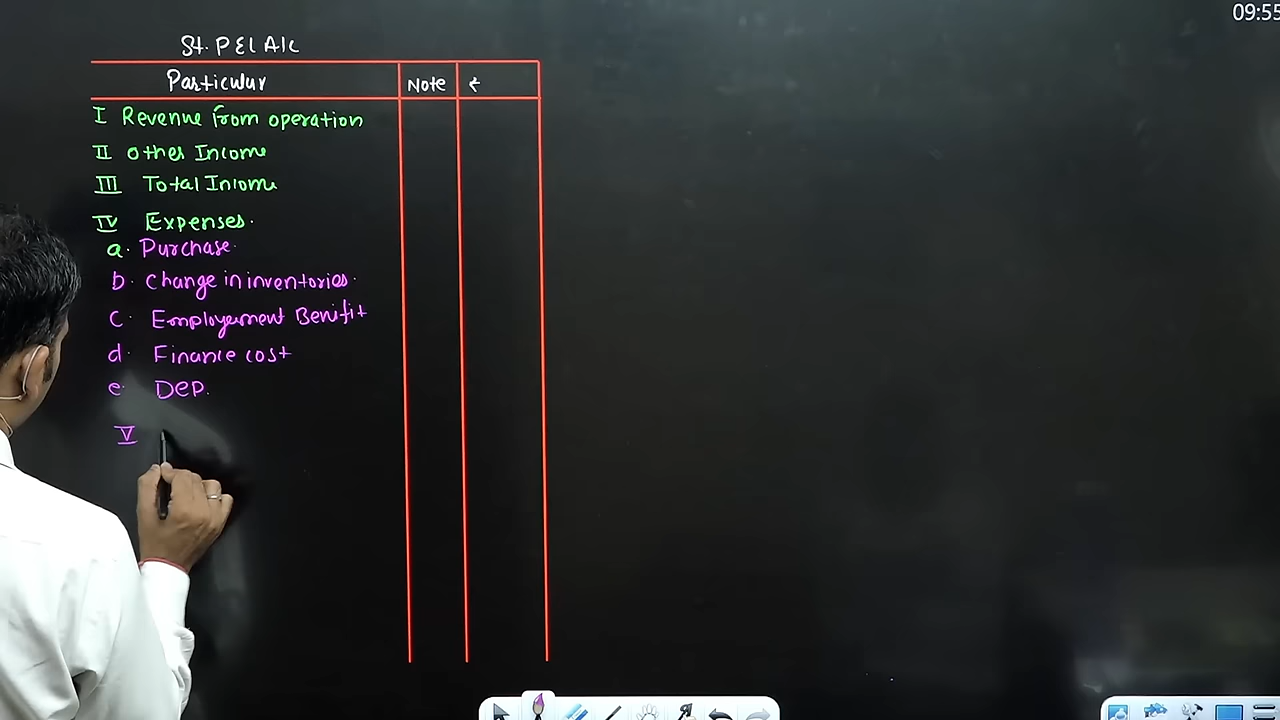 09:55
St. P&L A/c
Particular Note ₹
I Revenue from operation
II other Income
III Total Income
IV Expenses.
a. Purchase.
b. Change in inventories.
c. Employement Benifit
d. Finance cost
e. Dep.
V